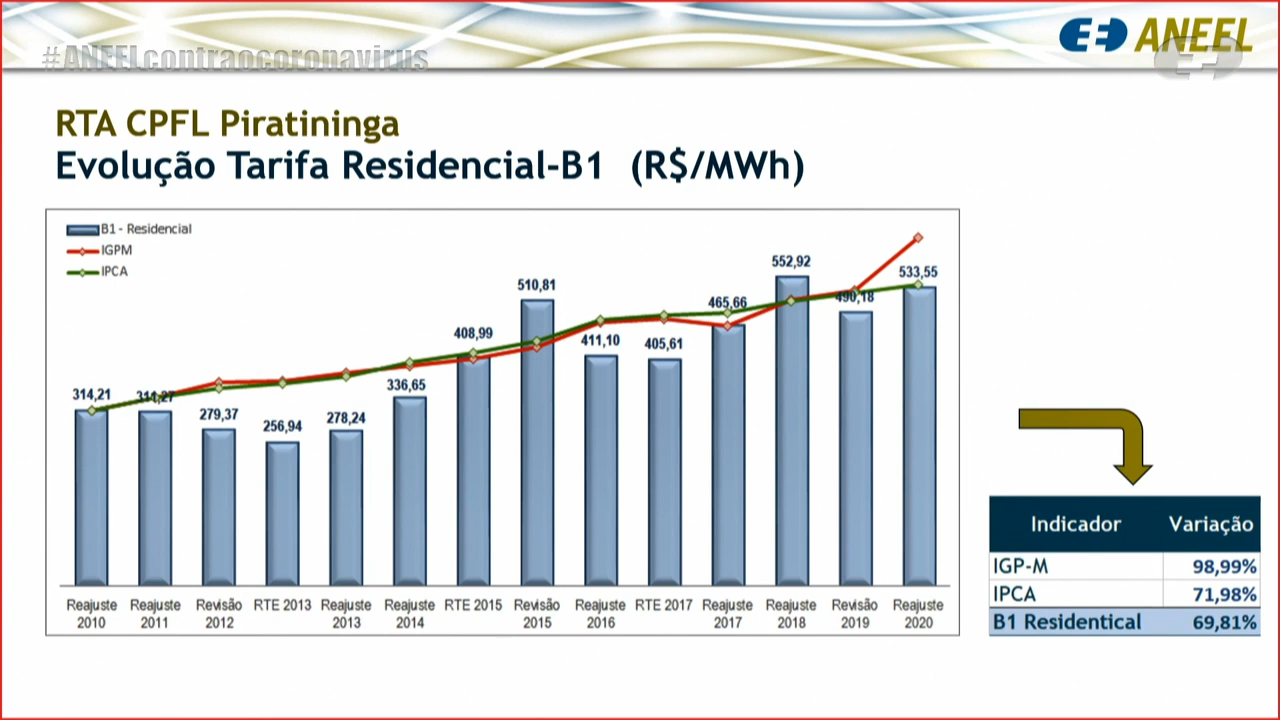 #ANEELcontraocoronavirus
ANEEL
RTA CPFL Piratininga
Evolução Tarifa Residencial-B1 (R$/MWh)
B1 - Residencial
IGPM
IPCA
314,21
311,27
279,37
256,94
278,24
336,65
408,99
510,81
411,10
405,61
465,66
552,92
490,18
533,55
Reajuste 2010
Reajuste 2011
Revisão 2012
RTE 2013
Reajuste 2013
Reajuste 2014
RTE 2015
Revisão 2015
Reajuste 2016
RTE 2017
Reajuste 2017
Reajuste 2018
Revisão 2019
Reajuste 2020
Indicador Variação
IGP-M 98,99%
IPCA 71,98%
B1 Residentical 69,81%